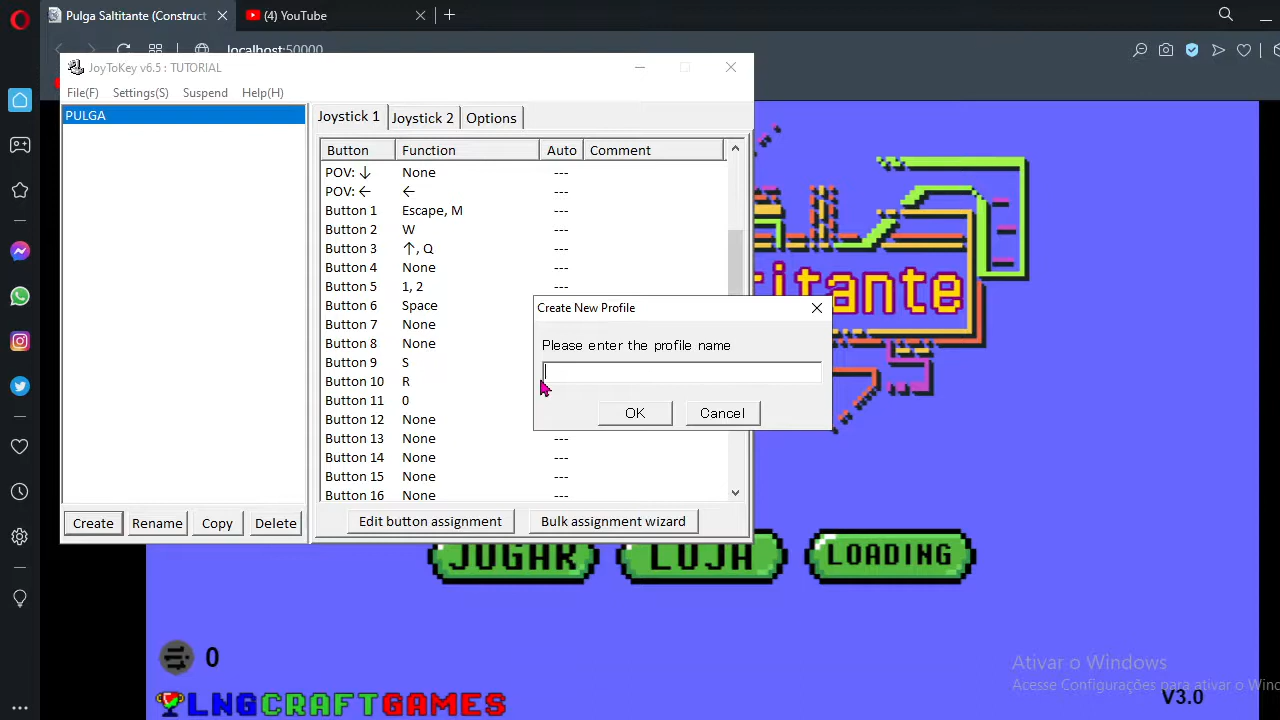 Pulga Saltitante (Construct
(4) YouTube
localhost:50000
JoyToKey v6.5 : TUTORIAL
File(F) Settings(S) Suspend Help(H)
PULGA
Joystick 1 Joystick 2 Options
Button Function Auto Comment
POV: ↓ None ---
POV: ← ← ---
Button 1 Escape, M ---
Button 2 W ---
Button 3 ↑, Q ---
Button 4 None ---
Button 5 1, 2 ---
Button 6 Space
Button 7 None
Button 8 None
Button 9 S
Button 10 R
Button 11 0
Button 12 None
Button 13 None ---
Button 14 None ---
Button 15 None ---
Button 16 None ---
Create New Profile
Please enter the profile name
OK Cancel
Create Rename Copy Delete
Edit button assignment Bulk assignment wizard
JUGAR LOJA LOADING
0
LNGCRAFTGAMES
Ativar o Windows
Acesse Configurações para ativar o Wind
V3.0